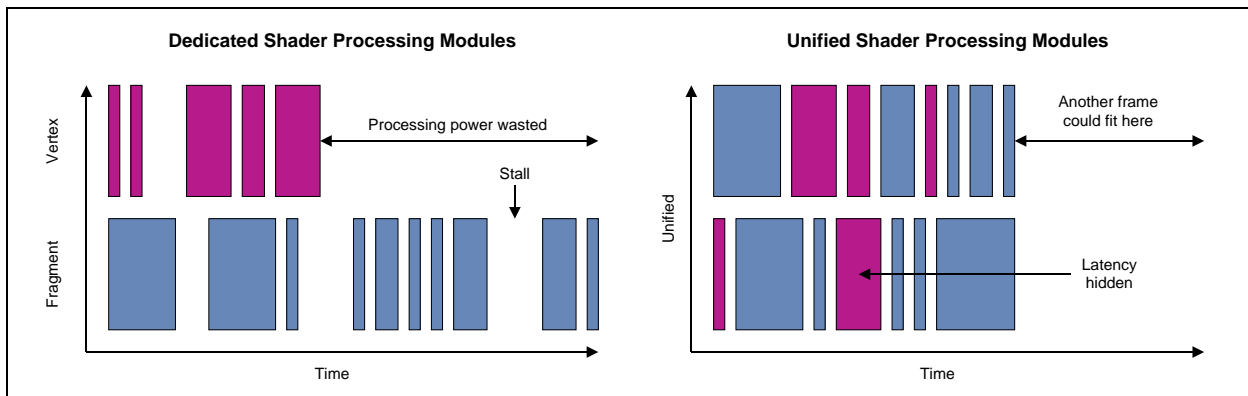 Dedicated Shader Processing Modules
Vertex
Processing power wasted
Stall
Fragment
Time
Unified Shader Processing Modules
Another frame
could fit here
Unified
Latency
hidden
Time